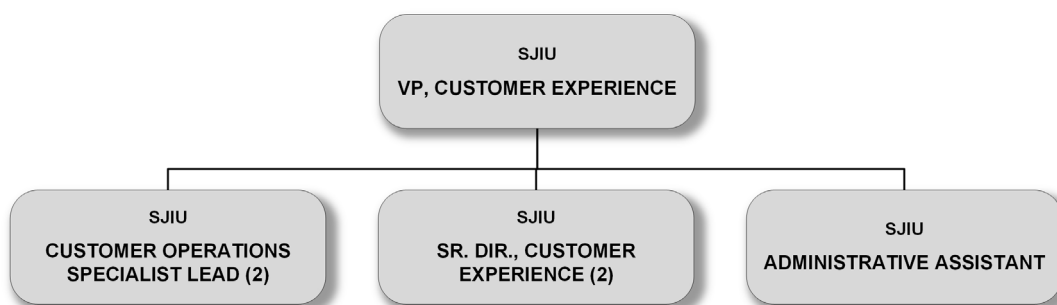 SJIU
VP, CUSTOMER EXPERIENCE
SJIU
CUSTOMER OPERATIONS
SPECIALIST LEAD (2)
SJIU
SR. DIR., CUSTOMER
EXPERIENCE (2)
SJIU
ADMINISTRATIVE ASSISTANT